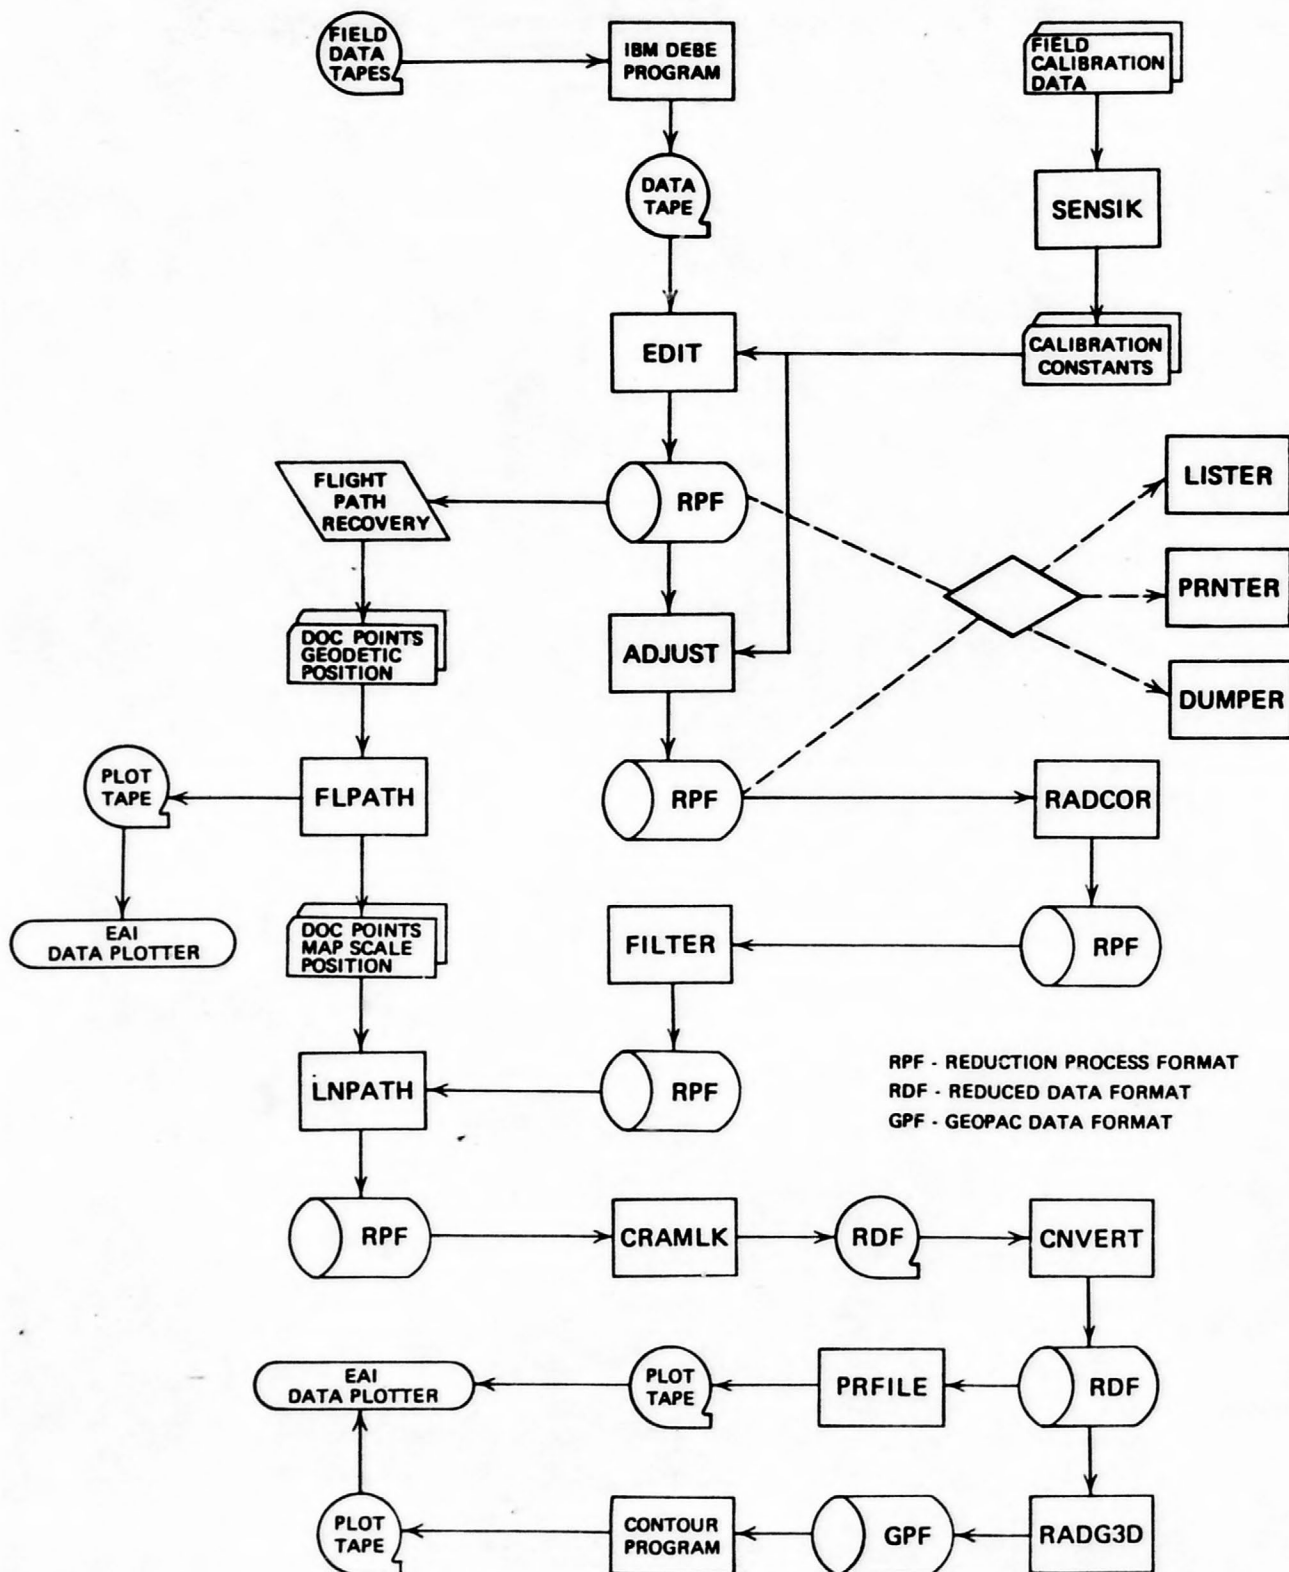 FIELD
DATA
TAPES
IBM DEBE
PROGRAM
FIELD
CALIBRATION
DATA
DATA
TAPE
SENSIK
EDIT
CALIBRATION
CONSTANTS
FLIGHT
PATH
RECOVERY
RPF
LISTER
PRNTER
DUMPER
DOC POINTS
GEODETIC
POSITION
ADJUST
PLOT
TAPE
FLPATH
RPF
RADCOR
EAI
DATA PLOTTER
DOC POINTS
MAP SCALE
POSITION
FILTER
RPF
LNPATH
RPF
RPF - REDUCTION PROCESS FORMAT
RDF - REDUCED DATA FORMAT
GPF - GEOPAC DATA FORMAT
RPF
CRAMLK
RDF
CNVERT
EAI
DATA PLOTTER
PLOT
TAPE
PRFILE
RDF
PLOT
TAPE
CONTOUR
PROGRAM
GPF
RADG3D